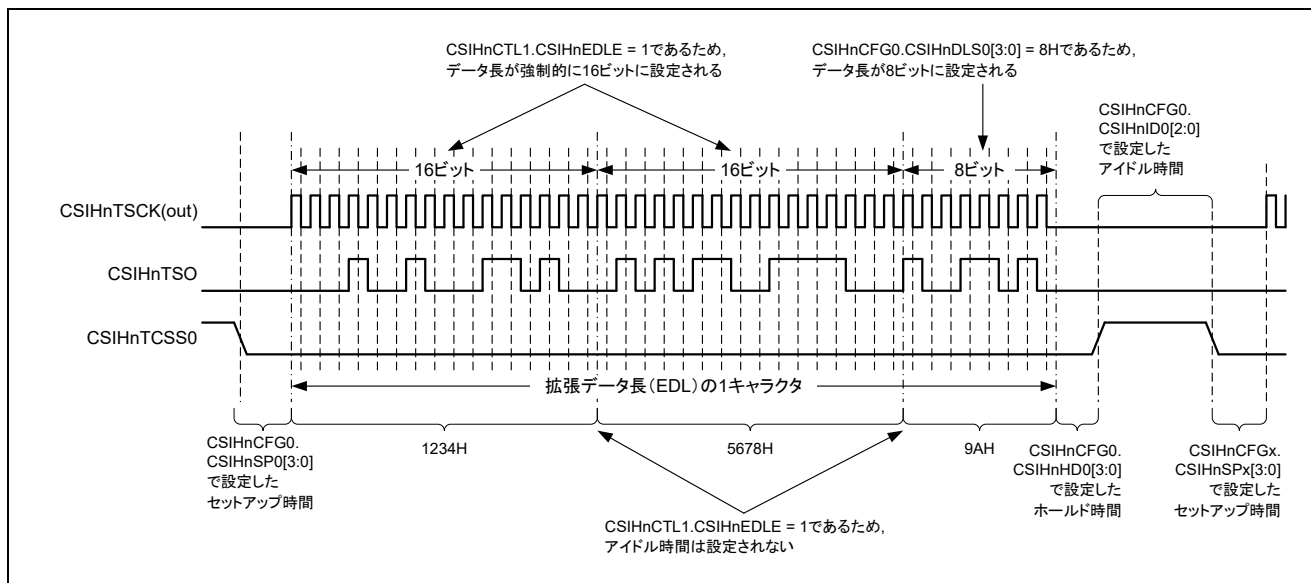 CSIHnCTL1.CSIHnEDLE = 1であるため,
データ長が強制的に16ビットに設定される
CSIHnCFG0.CSIHnDLS0[3:0] = 8Hであるため,
データ長が8ビットに設定される
CSIHnCFG0.
CSIHnID0[2:0]
で設定した
アイドル時間
16ビット
16ビット
8ビット
CSIHnTSCK(out)
CSIHnTSO
CSIHnTCSS0
拡張データ長(EDL)の1キャラクタ
CSIHnCFG0.
CSIHnSP0[3:0]
で設定した
セットアップ時間
1234H
5678H
9AH
CSIHnCFG0.
CSIHnHD0[3:0]
で設定した
ホールド時間
CSIHnCFGx.
CSIHnSPx[3:0]
で設定した
セットアップ時間
CSIHnCTL1.CSIHnEDLE = 1であるため,
アイドル時間は設定されない